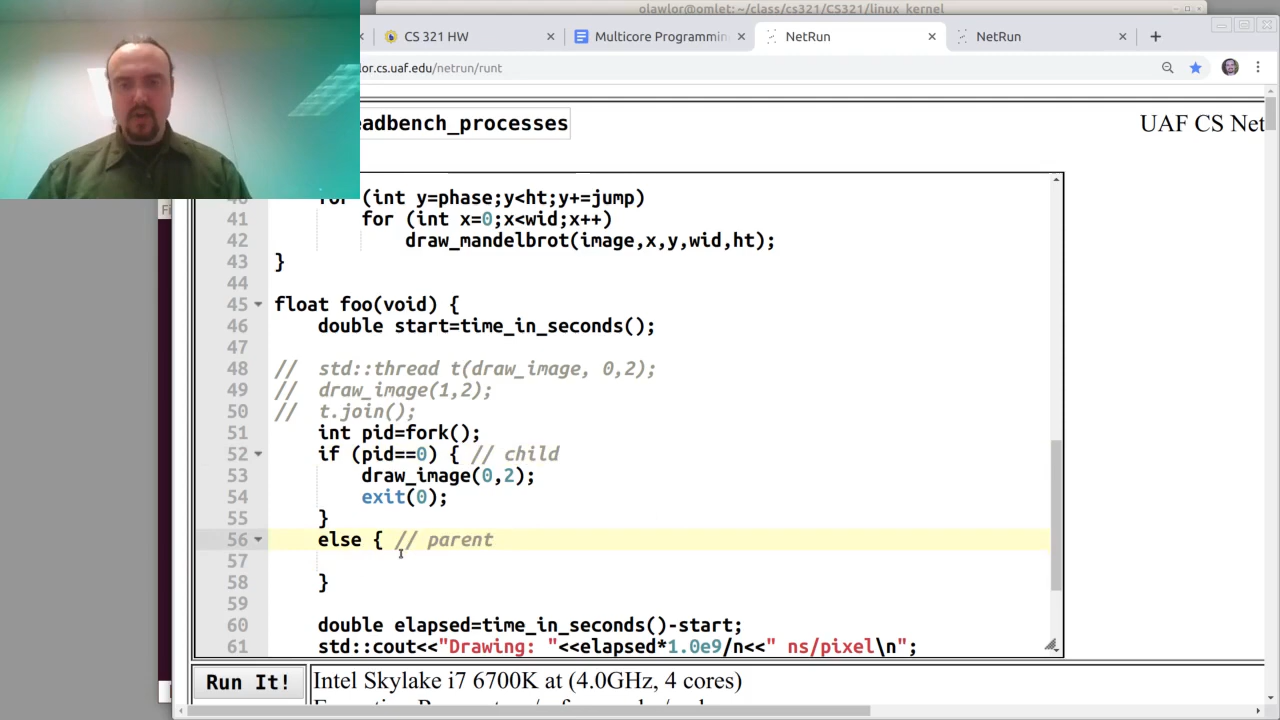 olawlor@omlet: ~/class/cs321/CS321/linux_kernel
CS 321 HW
Multicore Programmin
NetRun
NetRun
lor.cs.uaf.edu/netrun/runt
eadbench_processes
UAF CS Net
for (int y=phase;y<ht;y+=jump)
41 for (int x=0;x<wid;x++)
42 draw_mandelbrot(image,x,y,wid,ht);
43 }
44
45 float foo(void) {
46 double start=time_in_seconds();
47
48 // std::thread t(draw_image, 0,2);
49 // draw_image(1,2);
50 // t.join();
51 int pid=fork();
52 if (pid==0) { // child
53 draw_image(0,2);
54 exit(0);
55 }
56 else { // parent
57
58 }
59
60 double elapsed=time_in_seconds()-start;
61 std::cout<<"Drawing: "<<elapsed*1.0e9/n<<" ns/pixel\n";
Run It!
Intel Skylake i7 6700K at (4.0GHz, 4 cores)